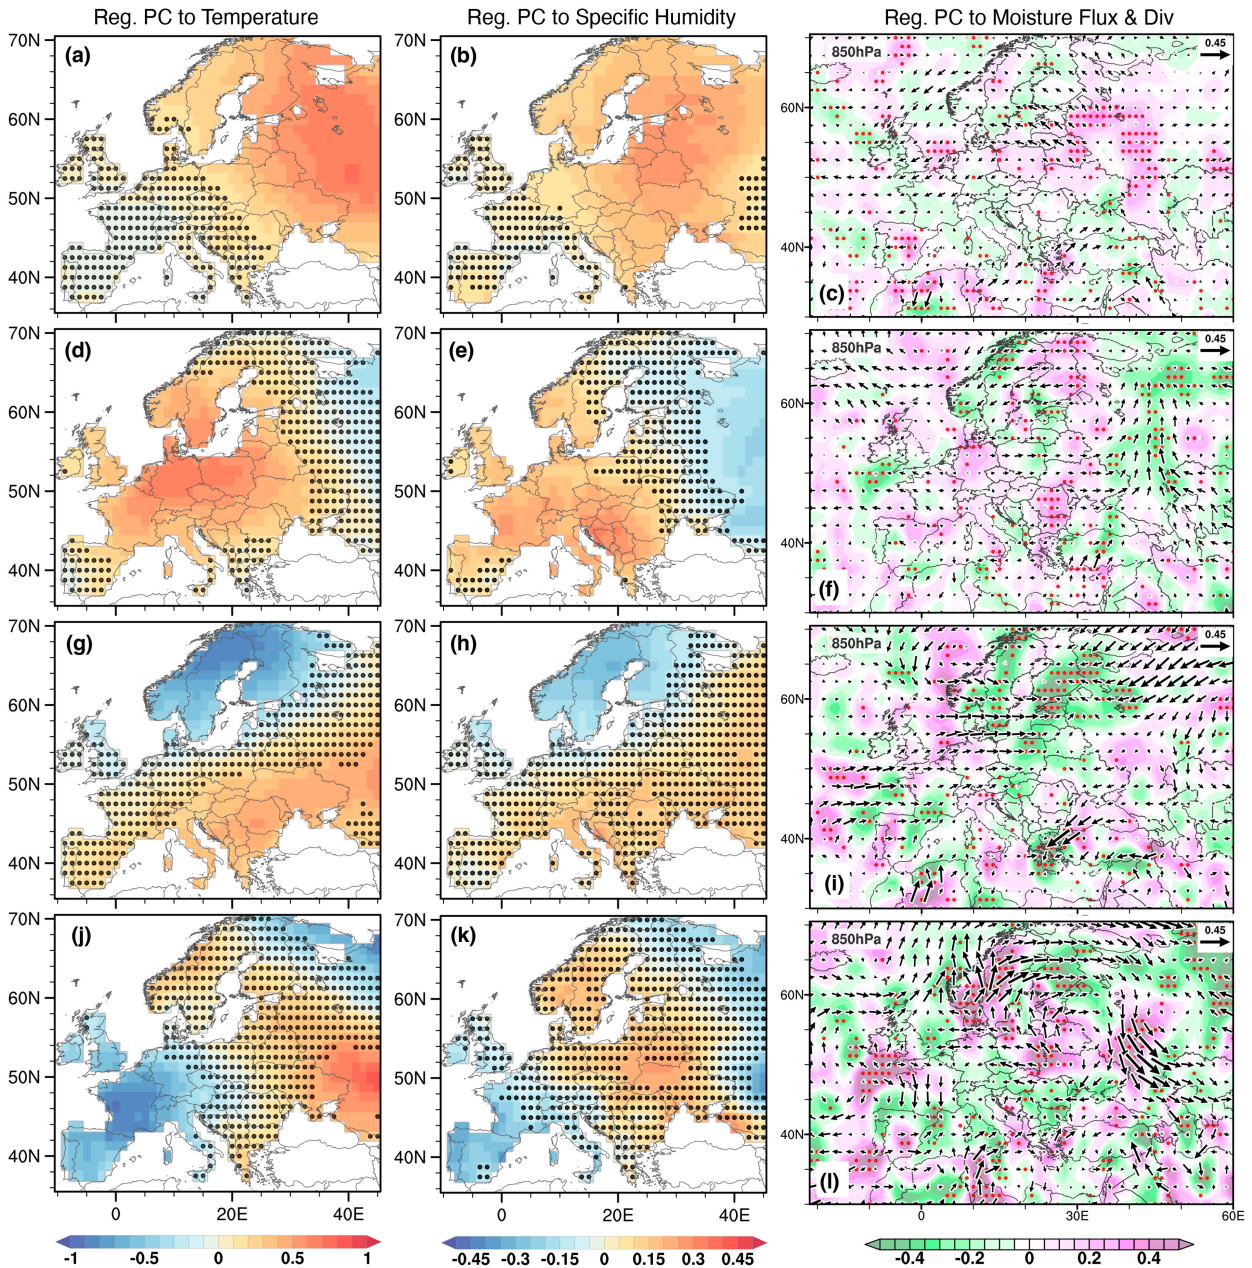 Reg. PC to Temperature
Reg. PC to Specific Humidity
Reg. PC to Moisture Flux & Div
70N
60N
50N
40N
(a)
70N
60N
50N
40N
(b)
850hPa
0.45
60N
40N
(c)
70N
60N
50N
40N
(d)
70N
60N
50N
40N
(e)
850hPa
0.45
60N
40N
(f)
70N
60N
50N
40N
(g)
70N
60N
50N
40N
(h)
850hPa
0.45
60N
40N
(i)
70N
60N
50N
40N
(j)
70N
60N
50N
40N
(k)
850hPa
0.45
60N
40N
(l)
0 20E 40E
0 20E 40E
0 30E 60E
-1 -0.5 0 0.5 1
-0.45 -0.3 -0.15 0 0.15 0.3 0.45
-0.4 -0.2 0 0.2 0.4